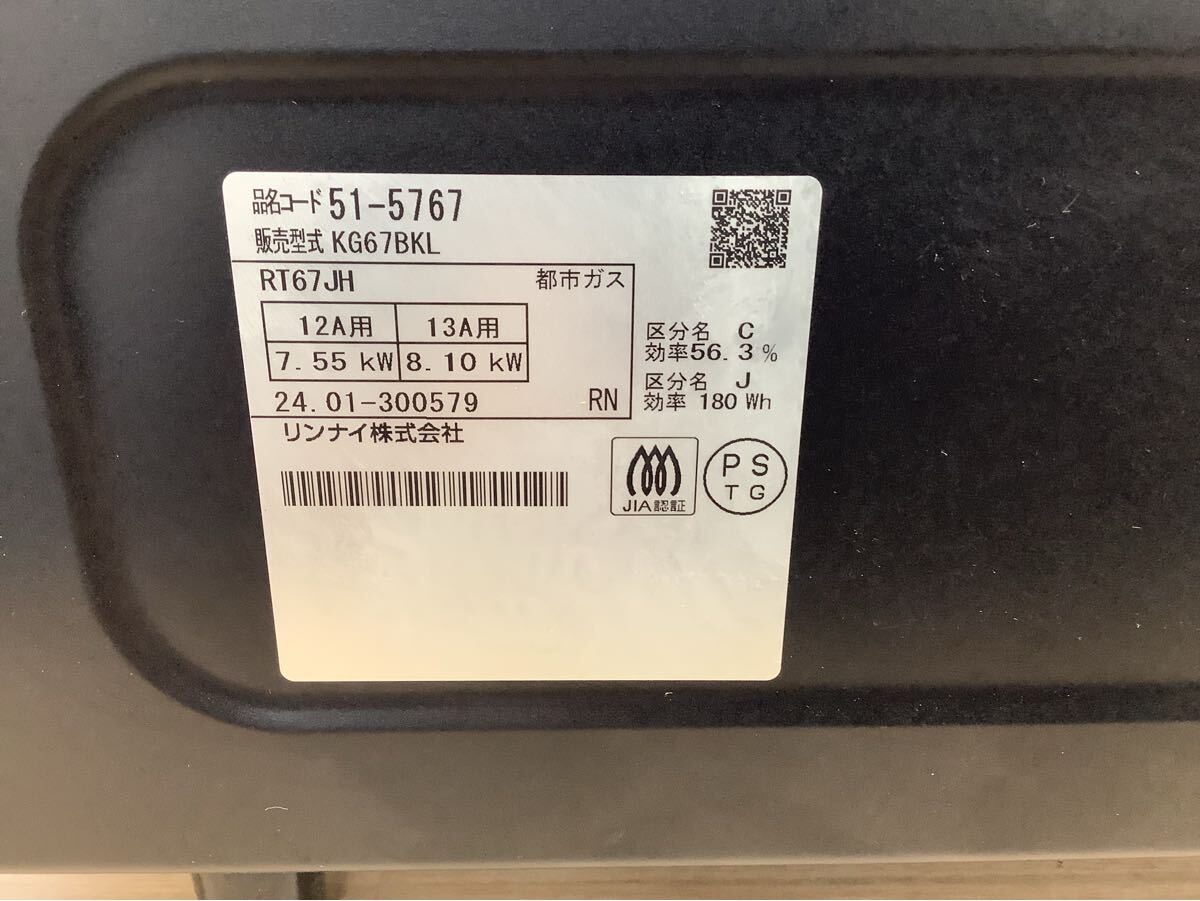 品名コード 51-5767
販売型式 KG67BKL
RT67JH 都市ガス
12A用 13A用
7.55 kW 8.10 kW
24.01-300579 RN
リンナイ株式会社
区分名 C
効率56.3 %
区分名 J
効率 180 Wh
JIA認証
PS
TG